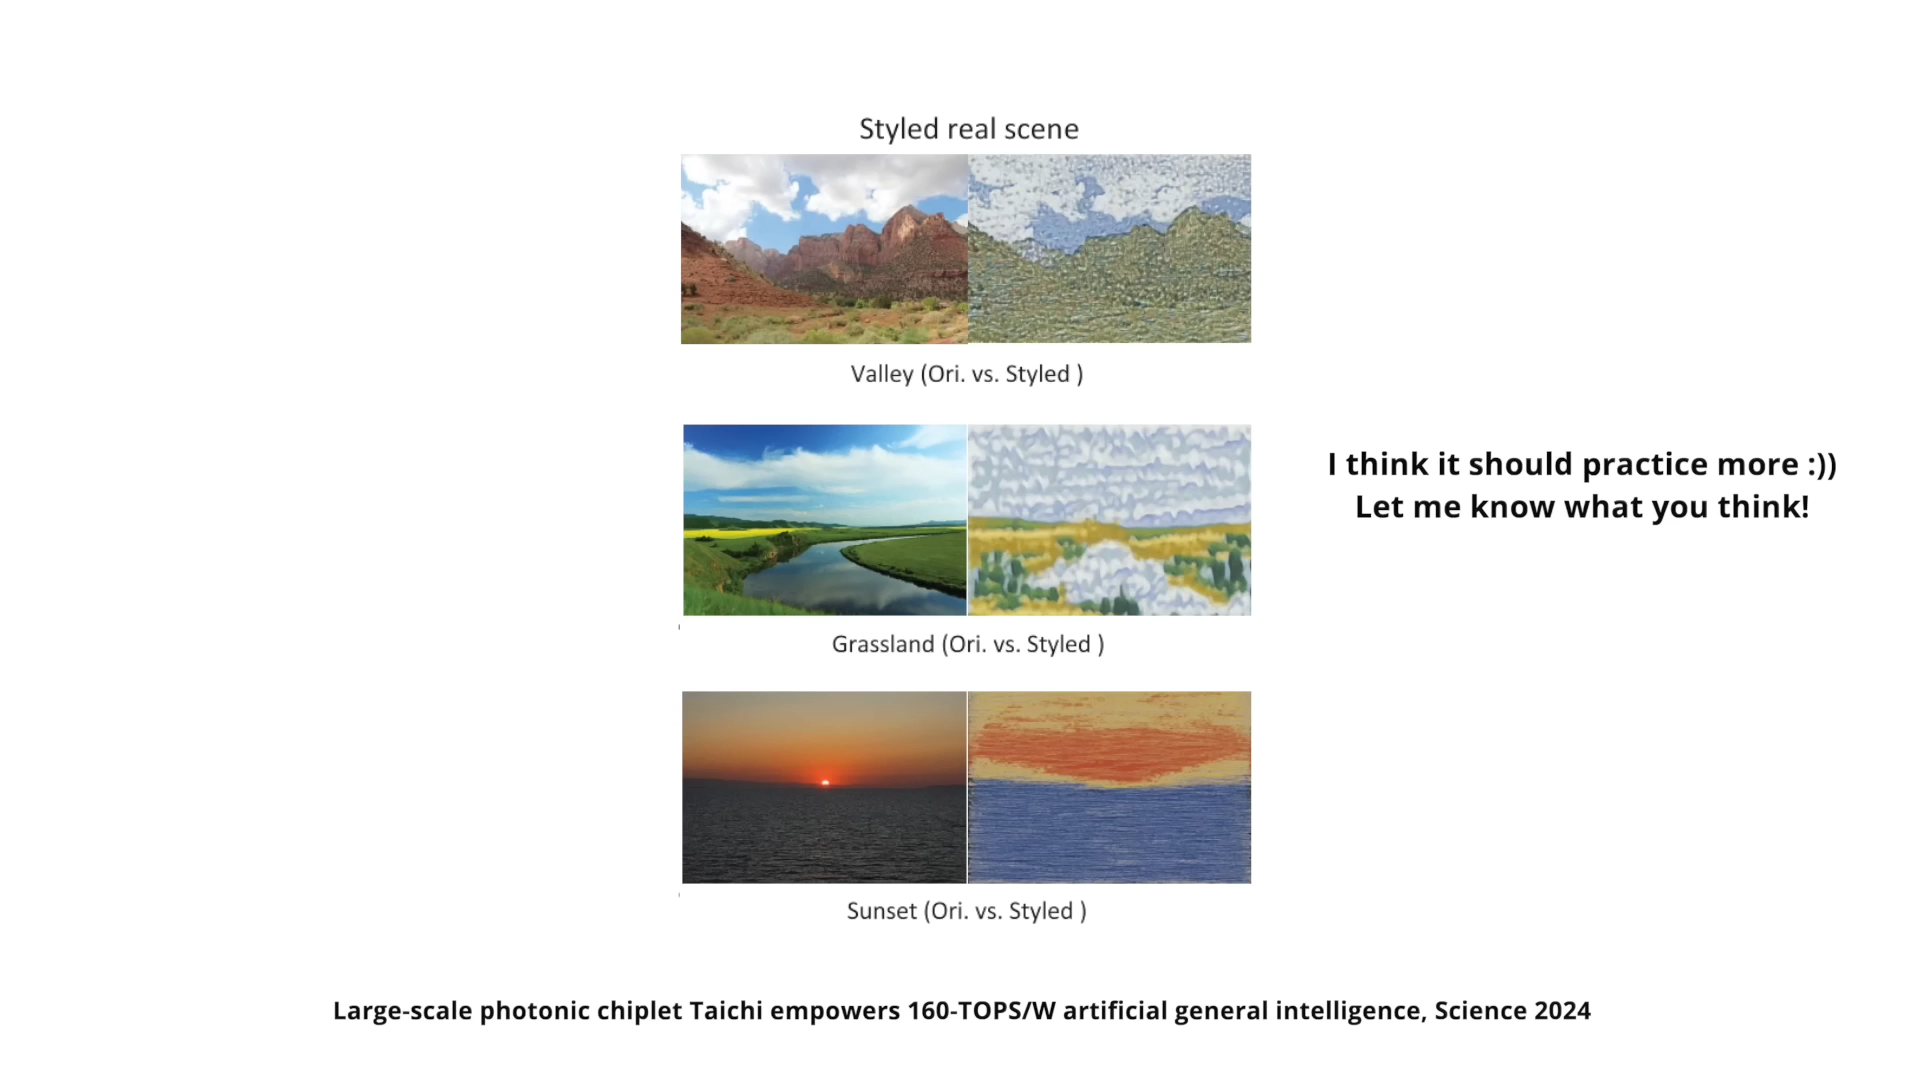 Styled real scene
Valley (Ori. vs. Styled )
Grassland (Ori. vs. Styled )
Sunset (Ori. vs. Styled )
I think it should practice more :))
Let me know what you think!
Large-scale photonic chiplet Taichi empowers 160-TOPS/W artificial general intelligence, Science 2024